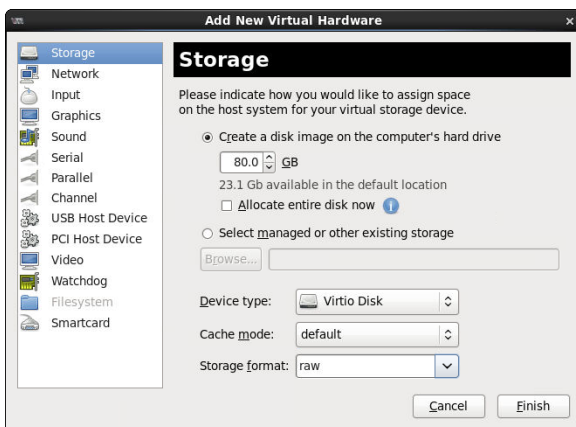 Add New Virtual Hardware
Storage
Network
Input
Graphics
Sound
Serial
Parallel
Channel
USB Host Device
PCI Host Device
Video
Watchdog
Filesystem
Smartcard
Storage
Please indicate how you would like to assign space
on the host system for your virtual storage device.
Create a disk image on the computer's hard drive
80.0 GB
23.1 Gb available in the default location
Allocate entire disk now
Select managed or other existing storage
Browse...
Device type: Virtio Disk
Cache mode: default
Storage format: raw
Cancel Finish